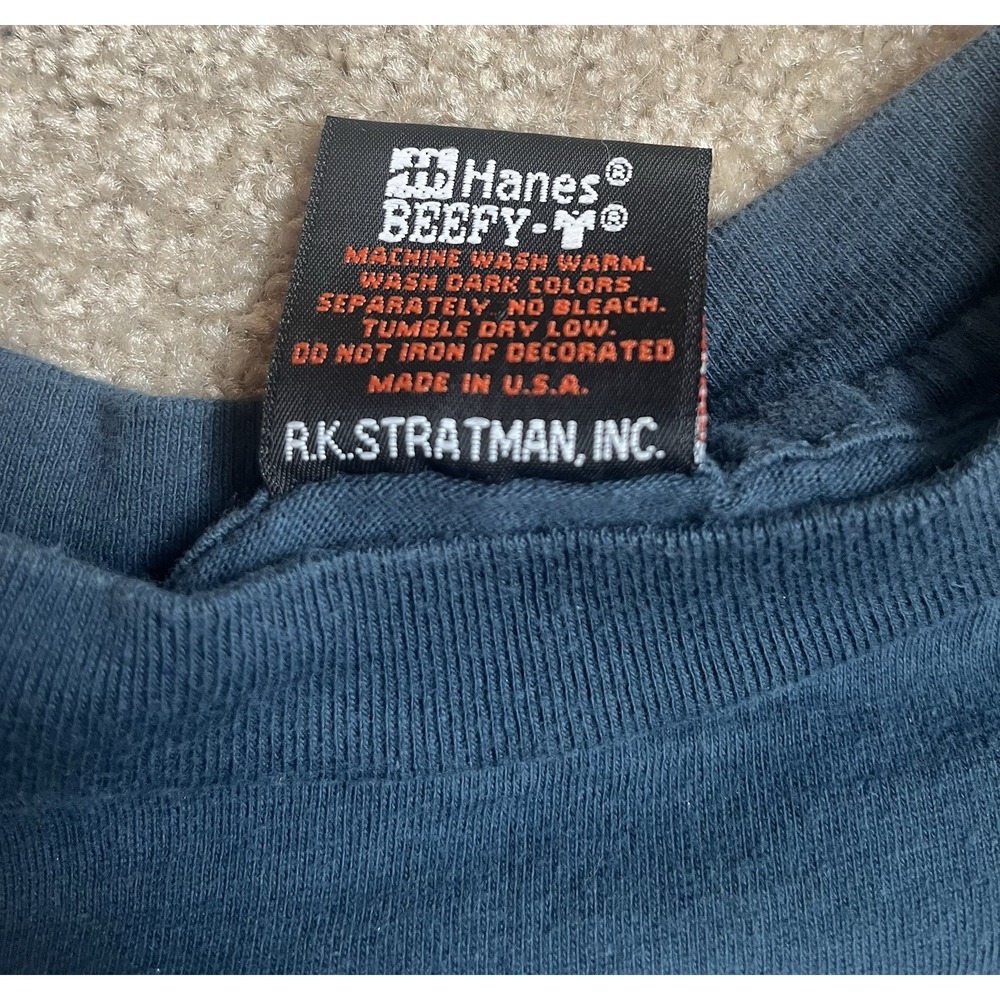 Hanes®
BEEFY-T®
MACHINE WASH WARM.
WASH DARK COLORS
SEPARATELY. NO BLEACH.
TUMBLE DRY LOW.
DO NOT IRON IF DECORATED
MADE IN U.S.A.
R.K.STRATMAN, INC.